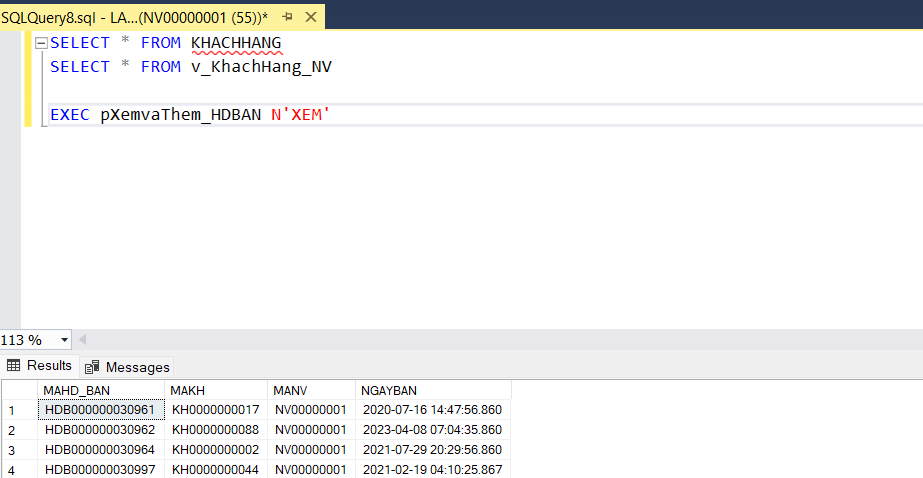 SQLQuery8.sql - LA...(NV00000001 (55))*
SELECT * FROM KHACHHANG
SELECT * FROM v_KhachHang_NV
EXEC pXemvaThem_HDBAN N'XEM'
113 %
Results Messages
MAHD_BAN MAKH MANV NGAYBAN
1 HDB000000030961 KH0000000017 NV00000001 2020-07-16 14:47:56.860
2 HDB000000030962 KH0000000088 NV00000001 2023-04-08 07:04:35.860
3 HDB000000030964 KH0000000002 NV00000001 2021-07-29 20:29:56.860
4 HDB000000030997 KH0000000044 NV00000001 2021-02-19 04:10:25.867